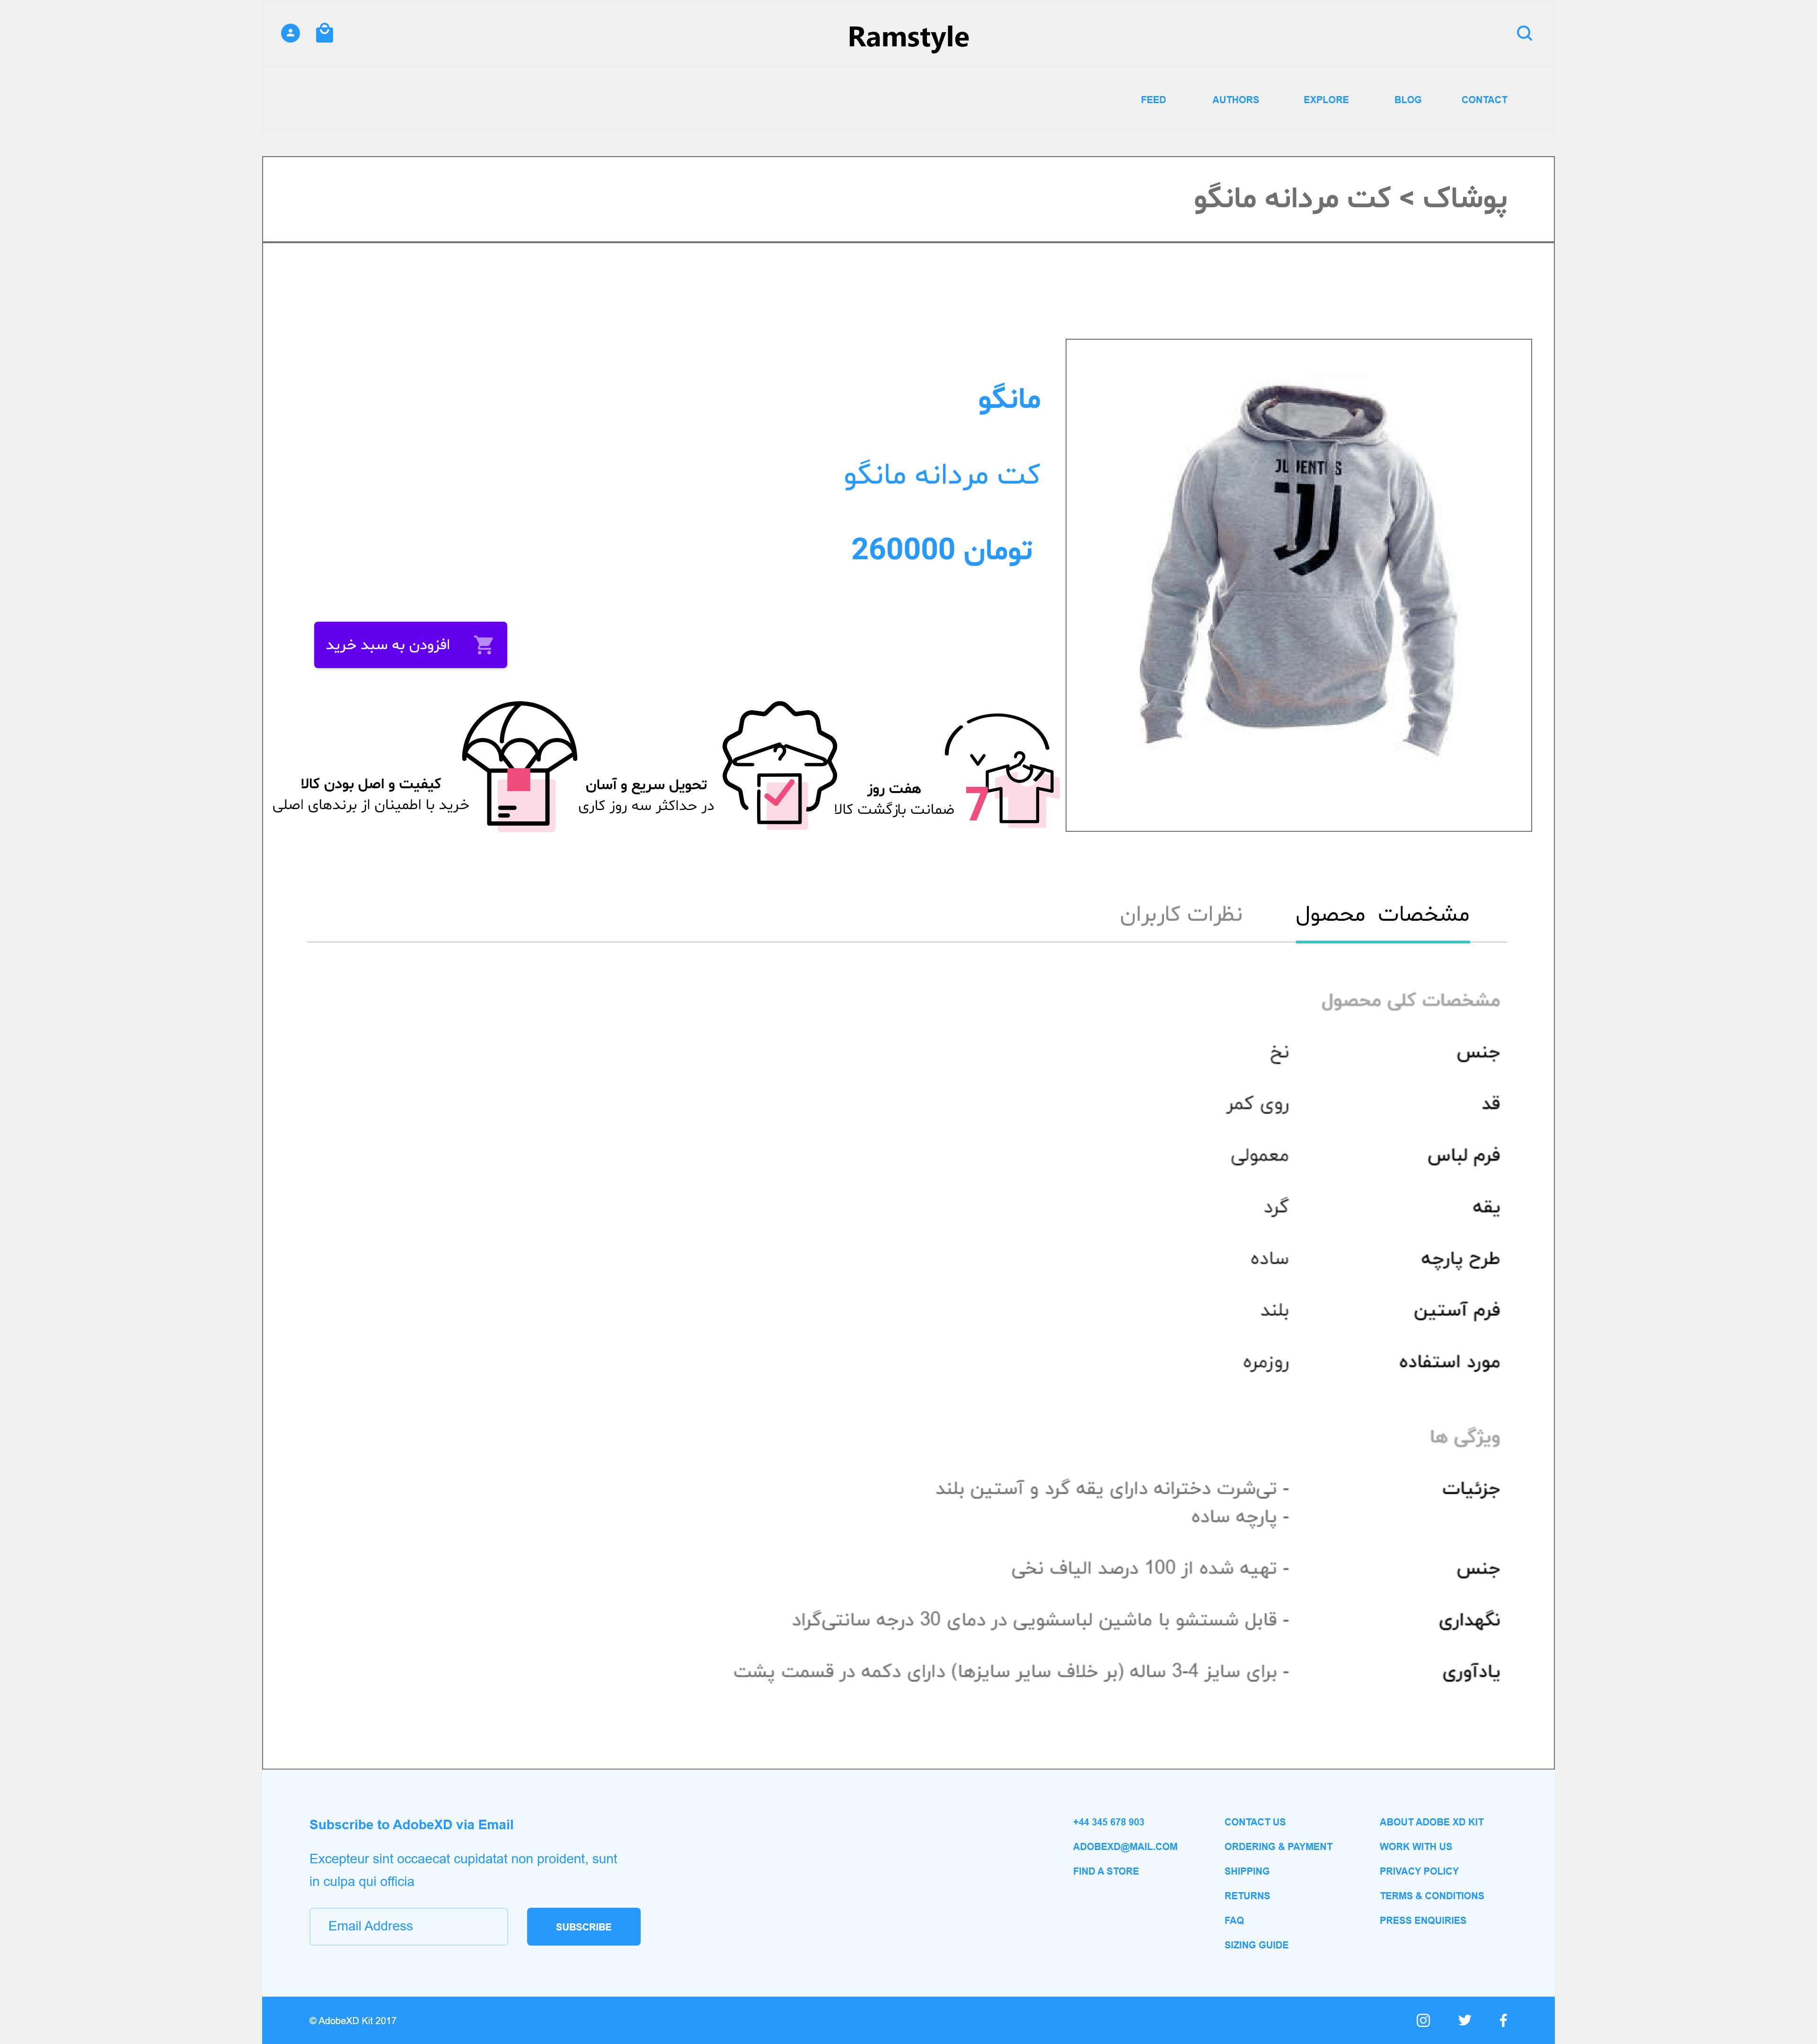 Ramstyle
FEED AUTHORS EXPLORE BLOG CONTACT
پوشاک > کت مردانه مانگو
مانگو
کت مردانه مانگو
تومان 260000
JUVENTUS
افزودن به سبد خرید
7
هفت روز
ضمانت بازگشت کالا
تحویل سریع و آسان
در حداکثر سه روز کاری
کیفیت و اصل بودن کالا
خرید با اطمینان از برندهای اصلی
مشخصات محصول نظرات کاربران
مشخصات کلی محصول
جنس نخ
قد روی کمر
فرم لباس معمولی
یقه گرد
طرح پارچه ساده
فرم آستین بلند
مورد استفاده روزمره
ویژگی ها
جزئیات - تی‌شرت دخترانه دارای یقه گرد و آستین بلند
- پارچه ساده
جنس - تهیه شده از 100 درصد الیاف نخی
نگهداری - قابل شستشو با ماشین لباسشویی در دمای 30 درجه سانتی‌گراد
یادآوری - برای سایز 4-3 ساله (بر خلاف سایر سایزها) دارای دکمه در قسمت پشت
Subscribe to AdobeXD via Email
Excepteur sint occaecat cupidatat non proident, sunt
in culpa qui officia
Email Address
SUBSCRIBE
+44 345 678 903
ADOBEXD@MAIL.COM
FIND A STORE
CONTACT US
ORDERING & PAYMENT
SHIPPING
RETURNS
FAQ
SIZING GUIDE
ABOUT ADOBE XD KIT
WORK WITH US
PRIVACY POLICY
TERMS & CONDITIONS
PRESS ENQUIRIES
© AdobeXD Kit 2017